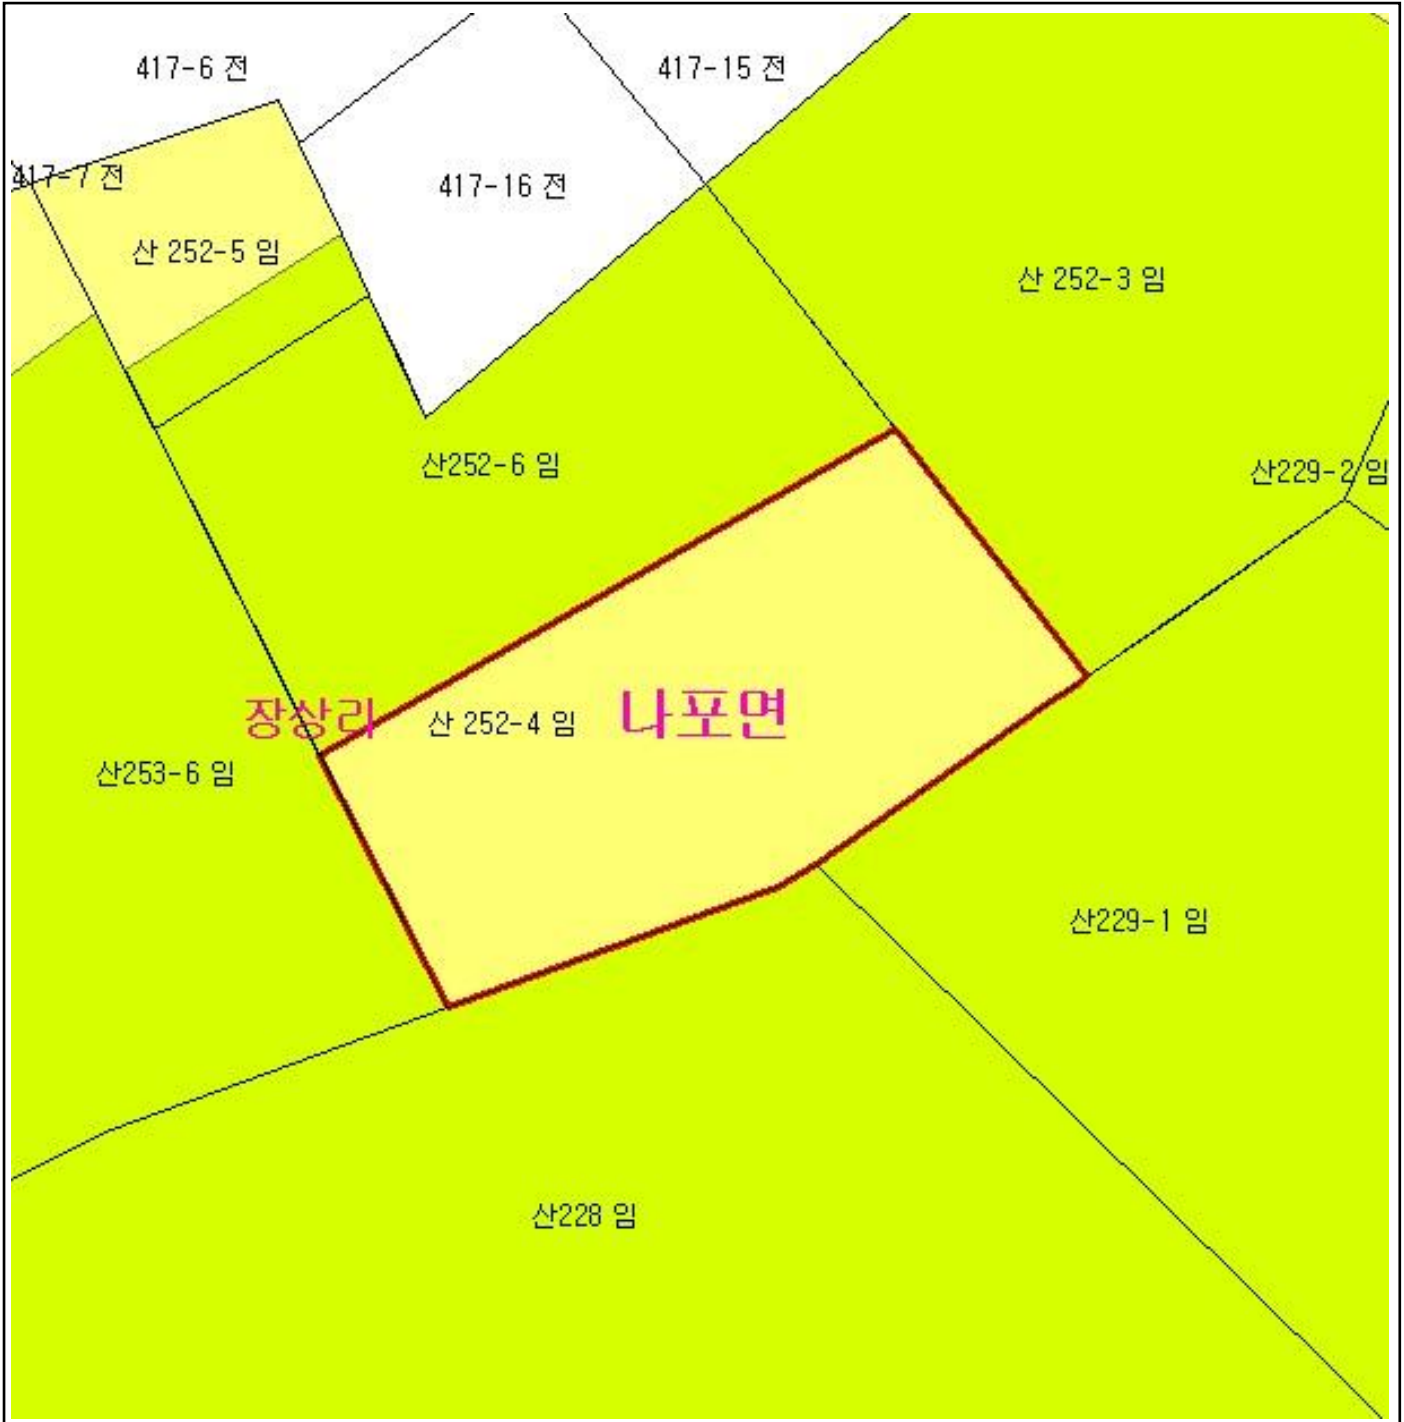 417-6 전
417-15 전
417-7 전
417-16 전
산 252-5 임
산 252-3 임
산252-6 임
산229-2 임
장상리
산 252-4 임
나포면
산253-6 임
산229-1 임
산228 임